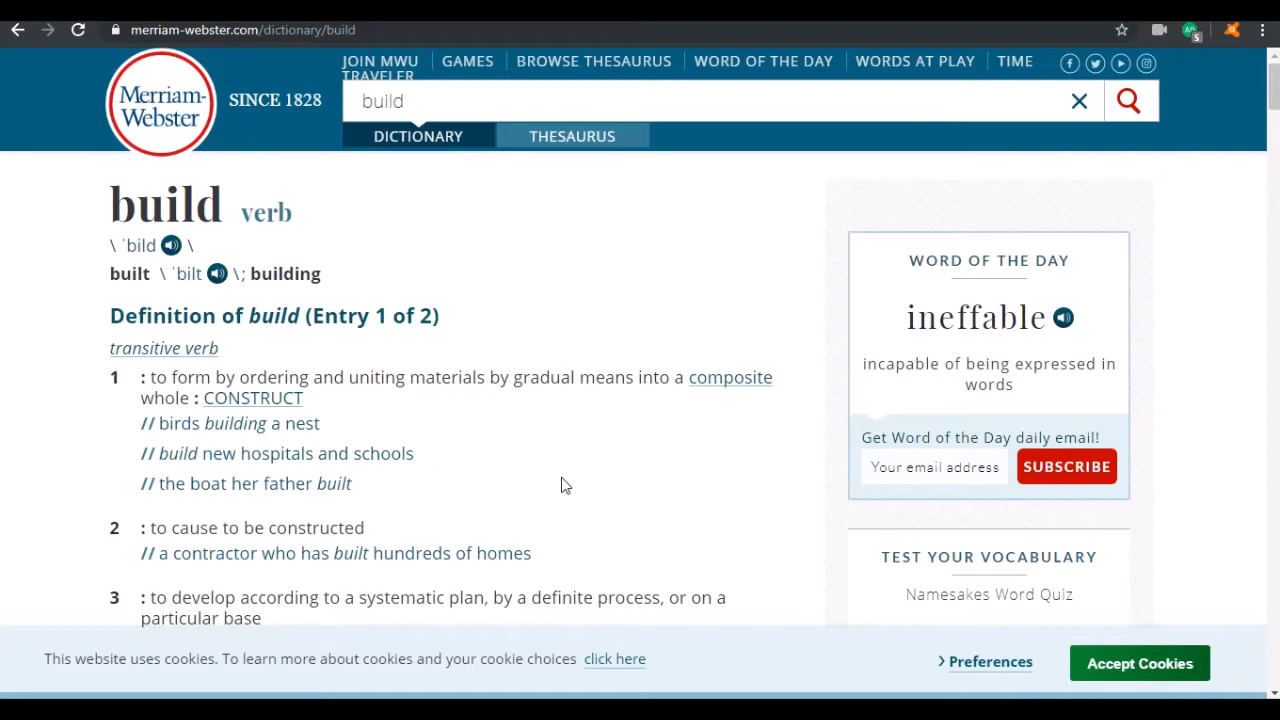 merriam-webster.com/dictionary/build
5
JOIN MWU
TRAVELER
GAMES
BROWSE THESAURUS
WORD OF THE DAY
WORDS AT PLAY
TIME
Merriam-
Webster
SINCE 1828
build
DICTIONARY
THESAURUS
build verb
\ ˈbild \
built \ ˈbilt \; building
Definition of build (Entry 1 of 2)
transitive verb
1 : to form by ordering and uniting materials by gradual means into a composite
whole : CONSTRUCT
// birds building a nest
// build new hospitals and schools
// the boat her father built
2 : to cause to be constructed
// a contractor who has built hundreds of homes
3 : to develop according to a systematic plan, by a definite process, or on a
particular base
WORD OF THE DAY
ineffable
incapable of being expressed in
words
Get Word of the Day daily email!
Your email address
SUBSCRIBE
TEST YOUR VOCABULARY
Namesakes Word Quiz
This website uses cookies. To learn more about cookies and your cookie choices click here
Preferences
Accept Cookies